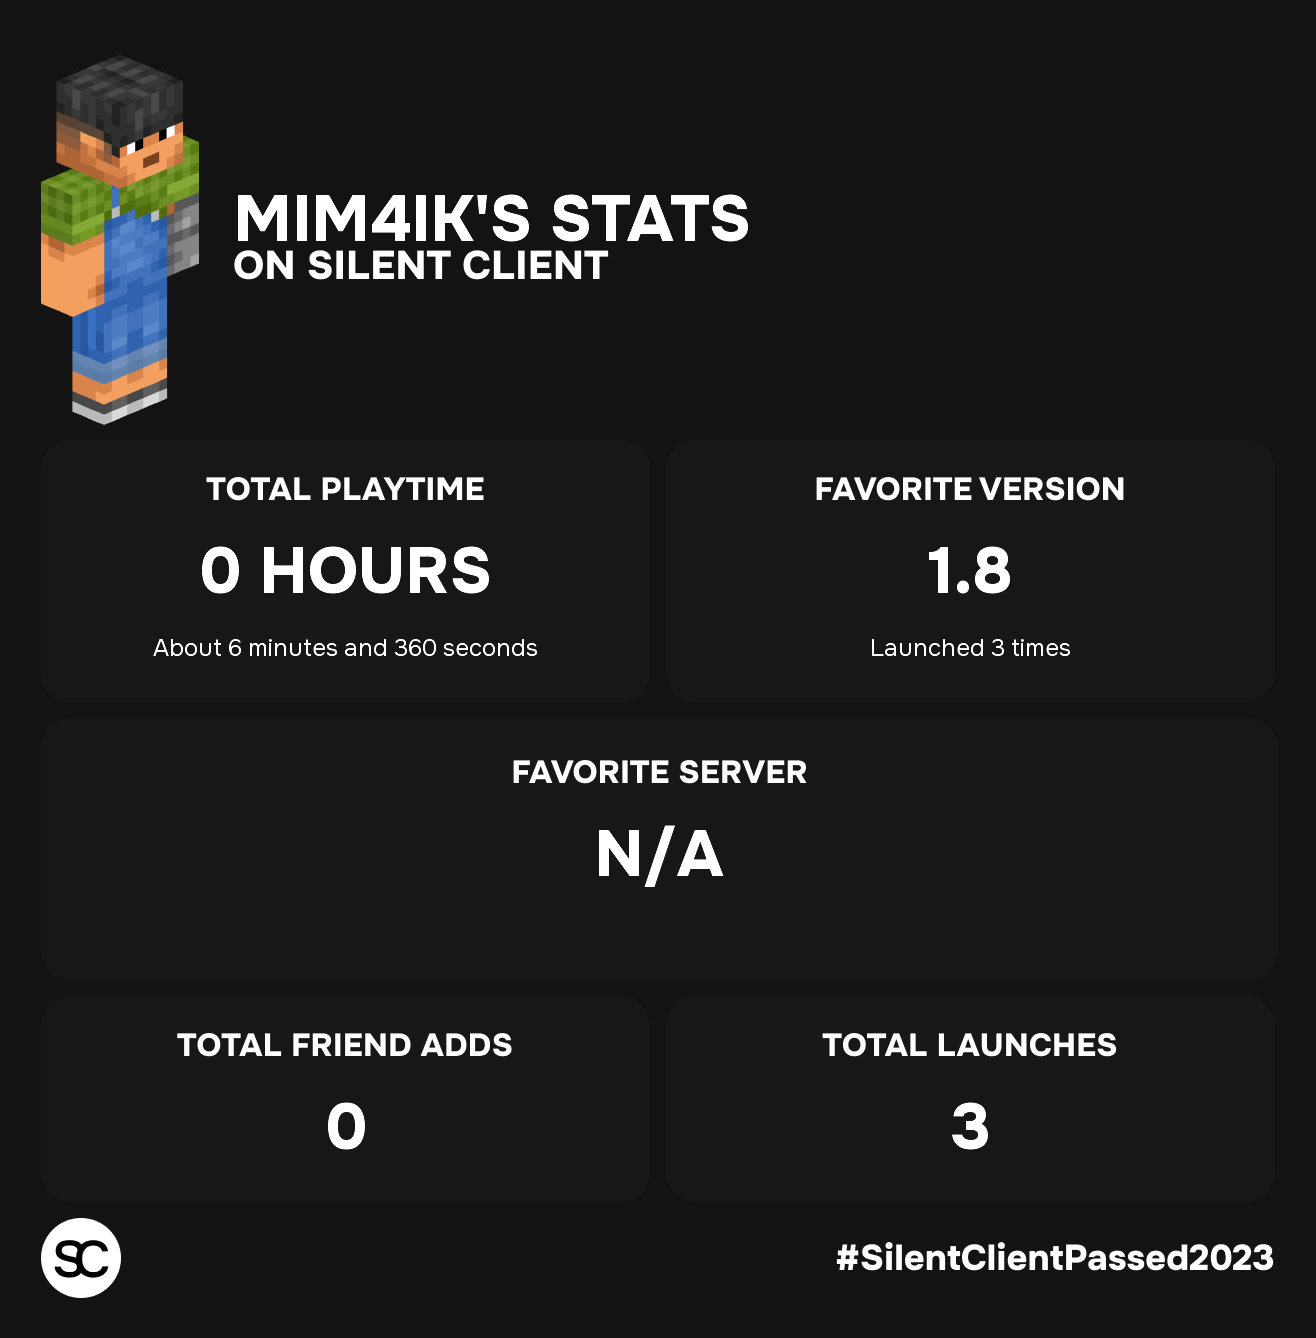 MIM4IK'S STATS
ON SILENT CLIENT
TOTAL PLAYTIME
0 HOURS
About 6 minutes and 360 seconds
FAVORITE VERSION
1.8
Launched 3 times
FAVORITE SERVER
N/A
TOTAL FRIEND ADDS
0
TOTAL LAUNCHES
3
SC
#SilentClientPassed2023